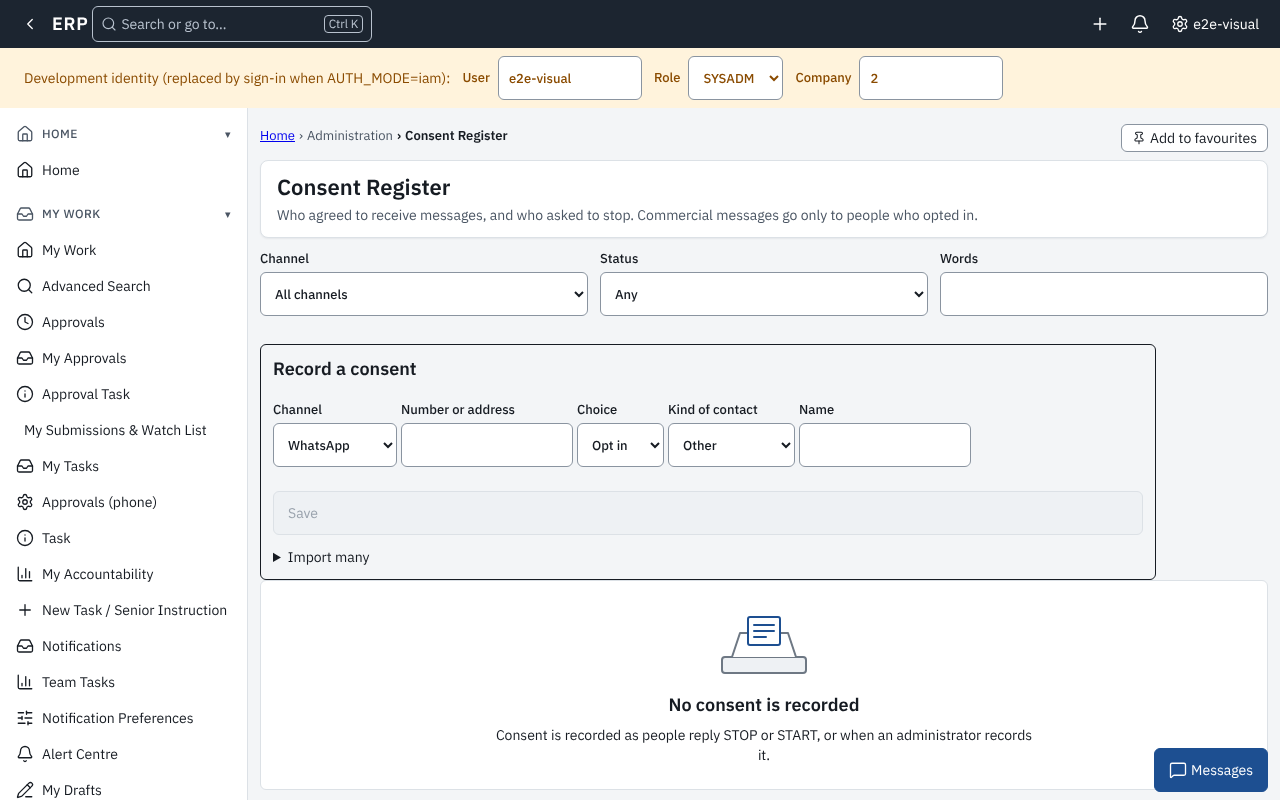 ERP
Search or go to...
Ctrl K
e2e-visual
Development identity (replaced by sign-in when AUTH_MODE=iam):
User
e2e-visual
Role
SYSADM
Company
2
HOME
Home
MY WORK
My Work
Advanced Search
Approvals
My Approvals
Approval Task
My Submissions & Watch List
My Tasks
Approvals (phone)
Task
My Accountability
New Task / Senior Instruction
Notifications
Team Tasks
Notification Preferences
Alert Centre
My Drafts
Home › Administration › Consent Register
Add to favourites
Consent Register
Who agreed to receive messages, and who asked to stop. Commercial messages go only to people who opted in.
Channel
All channels
Status
Any
Words
Record a consent
Channel
WhatsApp
Number or address
Choice
Opt in
Kind of contact
Other
Name
Save
Import many
No consent is recorded
Consent is recorded as people reply STOP or START, or when an administrator records
it.
Messages